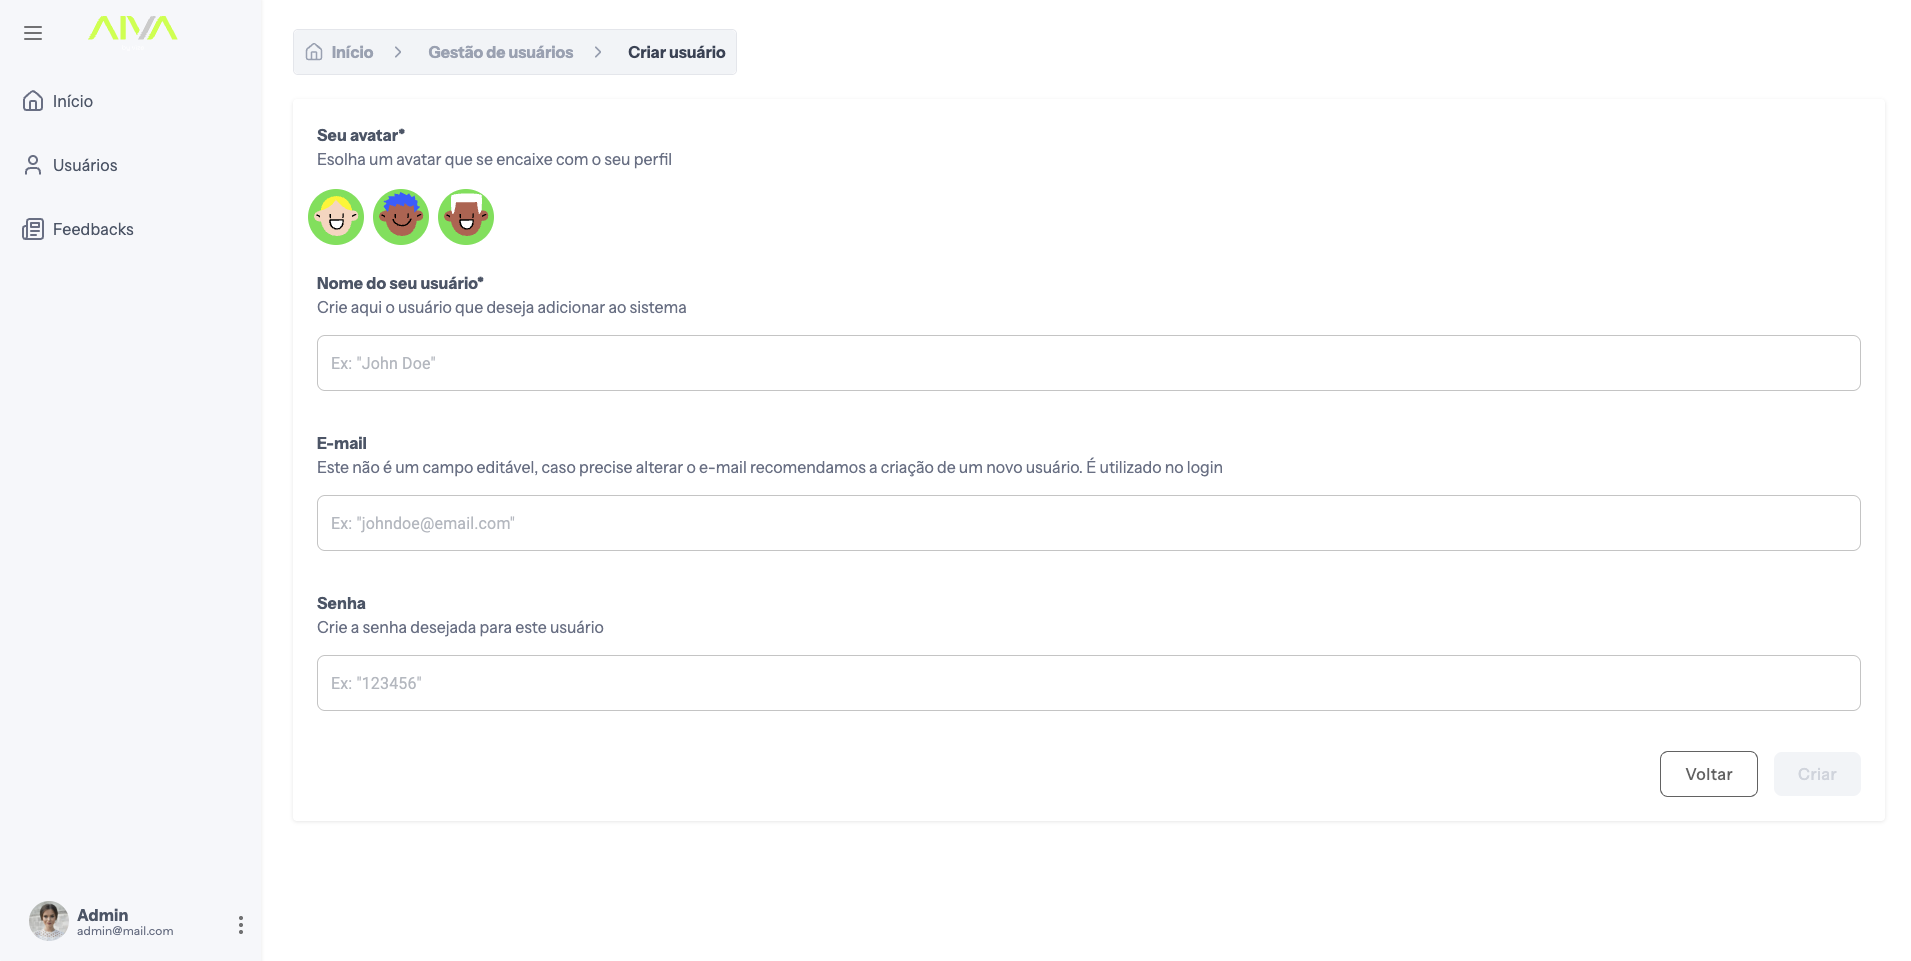 AIVA
Início
Usuários
Feedbacks
Início > Gestão de usuários > Criar usuário
Seu avatar*
Esolha um avatar que se encaixe com o seu perfil
Nome do seu usuário*
Crie aqui o usuário que deseja adicionar ao sistema
Ex: "John Doe"
E-mail
Este não é um campo editável, caso precise alterar o e-mail recomendamos a criação de um novo usuário. É utilizado no login
Ex: "johndoe@email.com"
Senha
Crie a senha desejada para este usuário
Ex: "123456"
Voltar
Criar
Admin
admin@mail.com